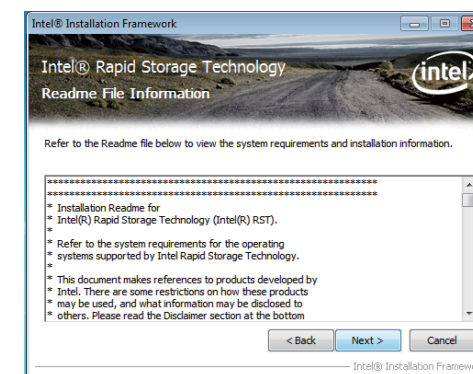 Intel® Installation Framework
Intel® Rapid Storage Technology
Readme File Information
intel
Refer to the Readme file below to view the system requirements and installation information.
************************************************************
************************************************************
* Installation Readme for
* Intel(R) Rapid Storage Technology (Intel(R) RST).
*
* Refer to the system requirements for the operating
* systems supported by Intel Rapid Storage Technology.
*
* This document makes references to products developed by
* Intel. There are some restrictions on how these products
* may be used, and what information may be disclosed to
* others. Please read the Disclaimer section at the bottom
< Back Next > Cancel
Intel® Installation Framew